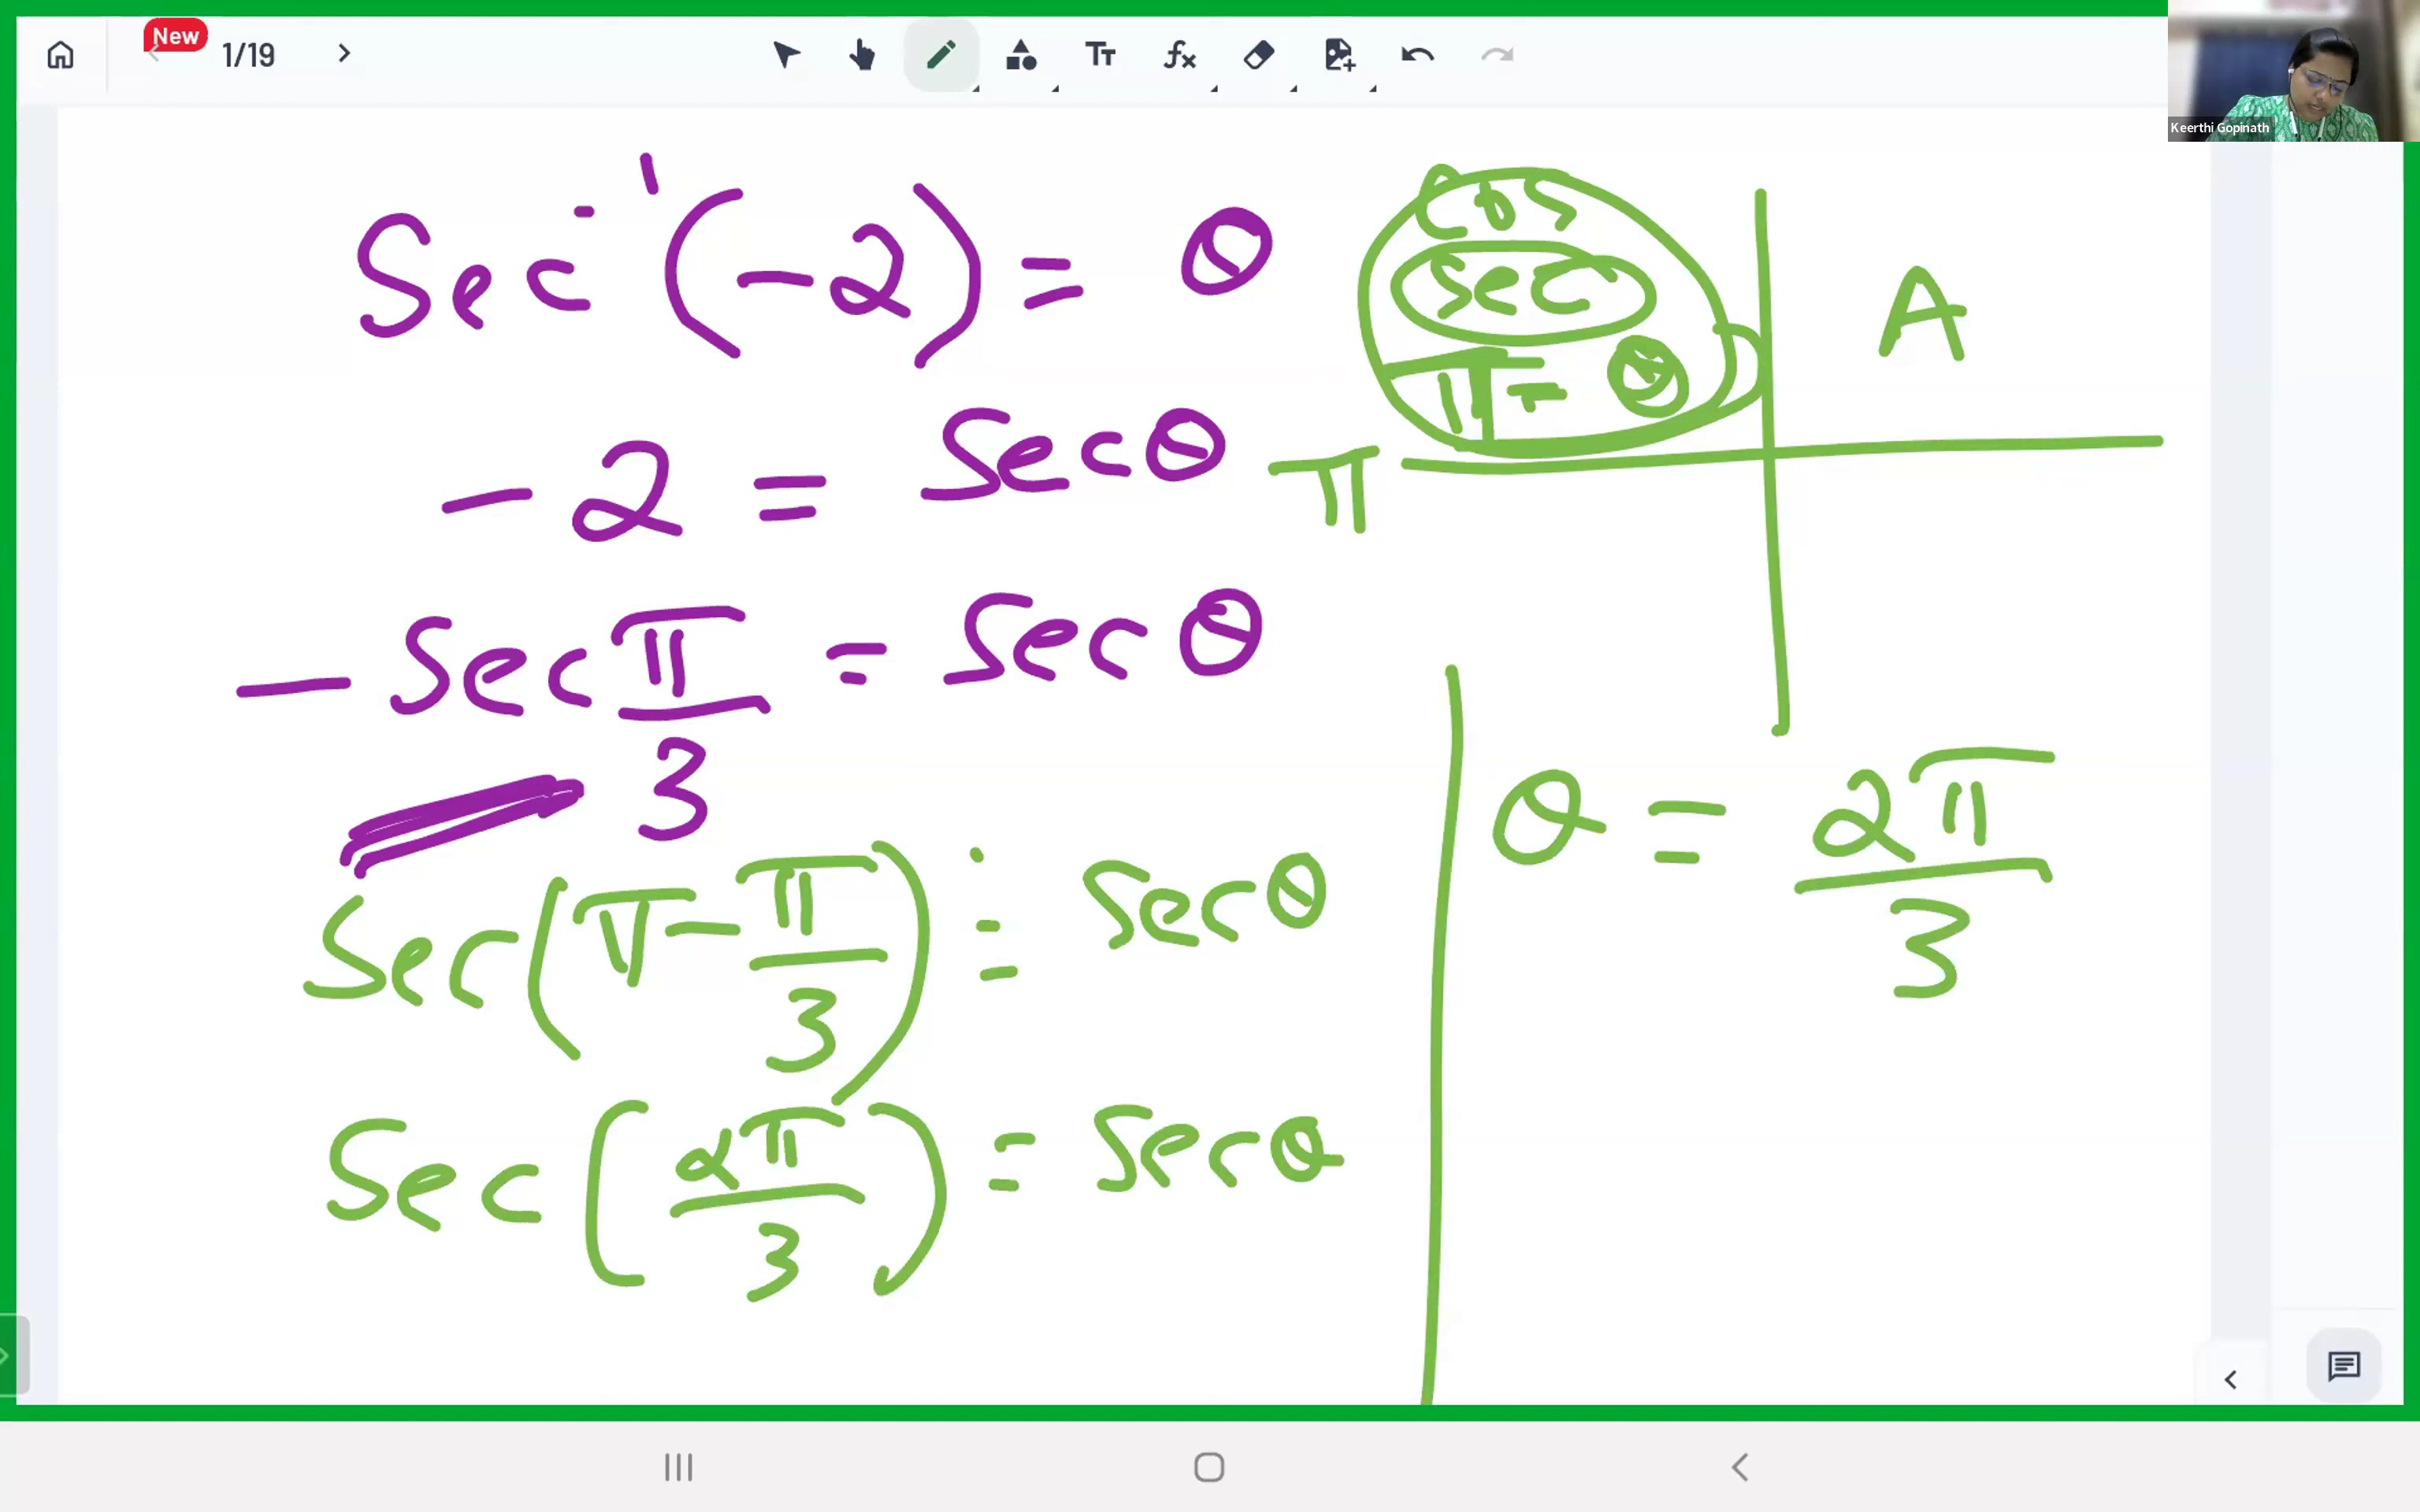 New
1/19
Keerthi Gopinath
Sec⁻¹(-2) = θ
-2 = Secθ
-Sec π/3 = Secθ
Sec(π-π/3) = Secθ
Sec(2π/3) = Secθ
Cos
Sec
π-θ
A
π
θ = 2π/3